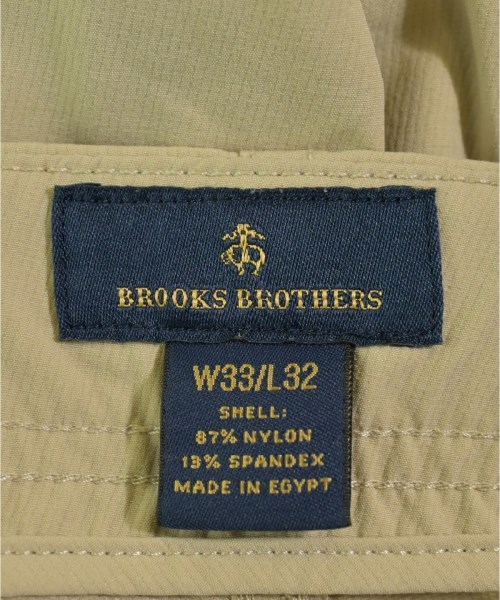 BROOKS BROTHERS
W33/L32
SHELL:
87% NYLON
13% SPANDEX
MADE IN EGYPT